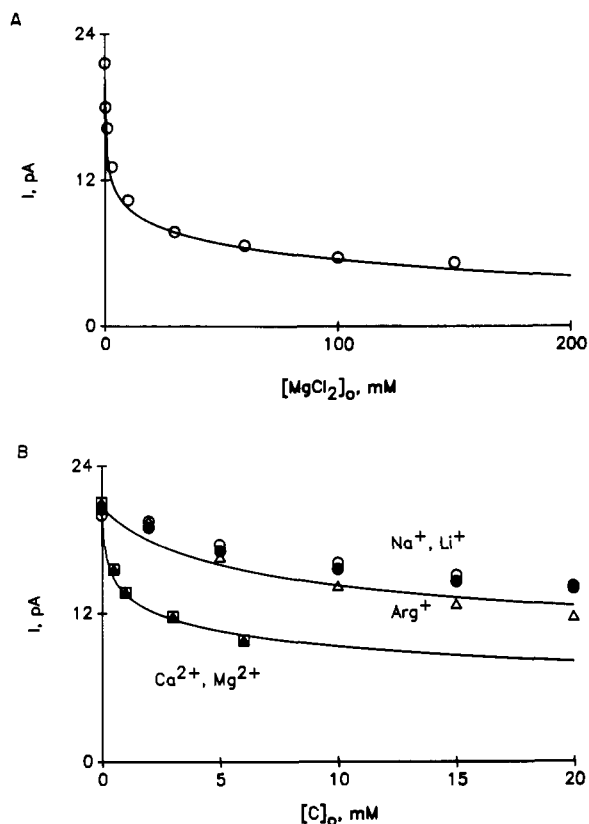 A
24
12
0
I, pA
0
100
200
[MgCl₂]ₒ, mM
B
24
12
0
I, pA
Na⁺, Li⁺
Arg⁺
Ca²⁺, Mg²⁺
0
5
10
15
20
[C]ₒ, mM